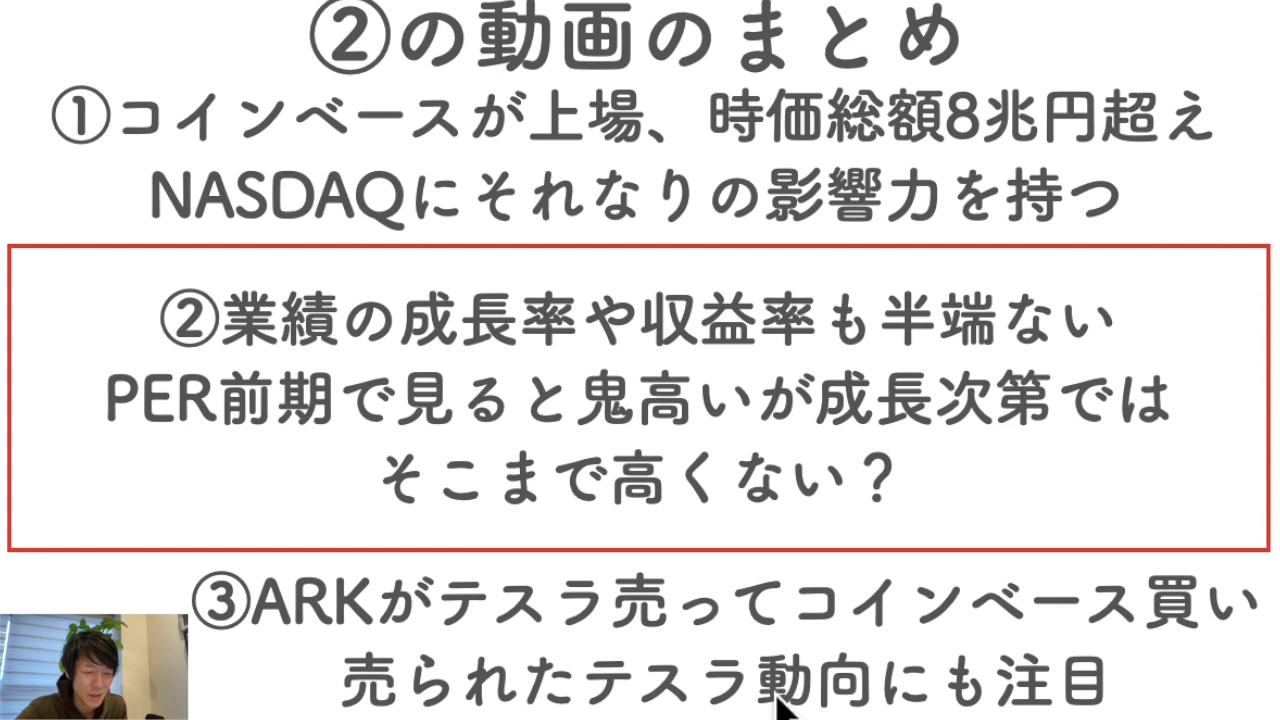 ②の動画のまとめ
①コインベースが上場、時価総額8兆円超え
NASDAQにそれなりの影響力を持つ
②業績の成長率や収益率も半端ない
PER前期で見ると鬼高いが成長次第では
そこまで高くない？
③ARKがテスラ売ってコインベース買い
売られたテスラ動向にも注目